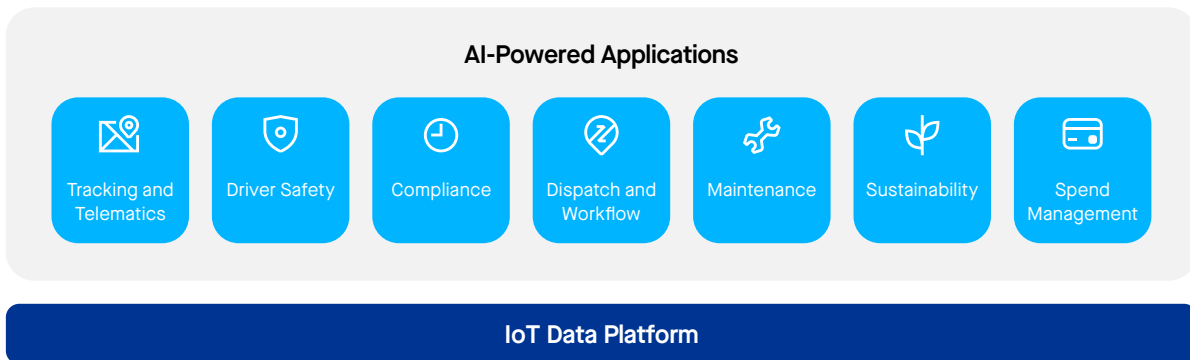 AI-Powered Applications
Tracking and
Telematics
Driver Safety
Compliance
Dispatch and
Workflow
Maintenance
Sustainability
Spend
Management
IoT Data Platform